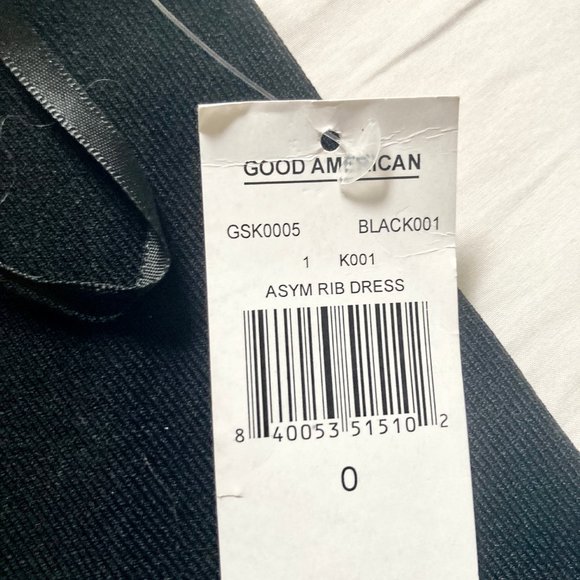 GOOD AMERICAN
GSK0005 BLACK001
1 K001
ASYM RIB DRESS
8 40053 51510 2
0